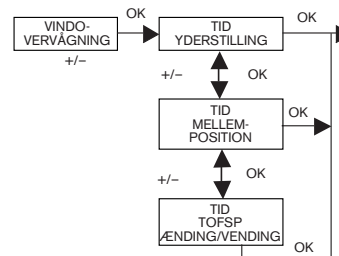 OK
OK
VINDO-
VERVÅGNING
TID
YDERSTILLING
+/–
+/–
OK
TID
MELLEM-
POSITION
OK
+/–
OK
TID
TOFSP
ÆNDING/VENDING
OK